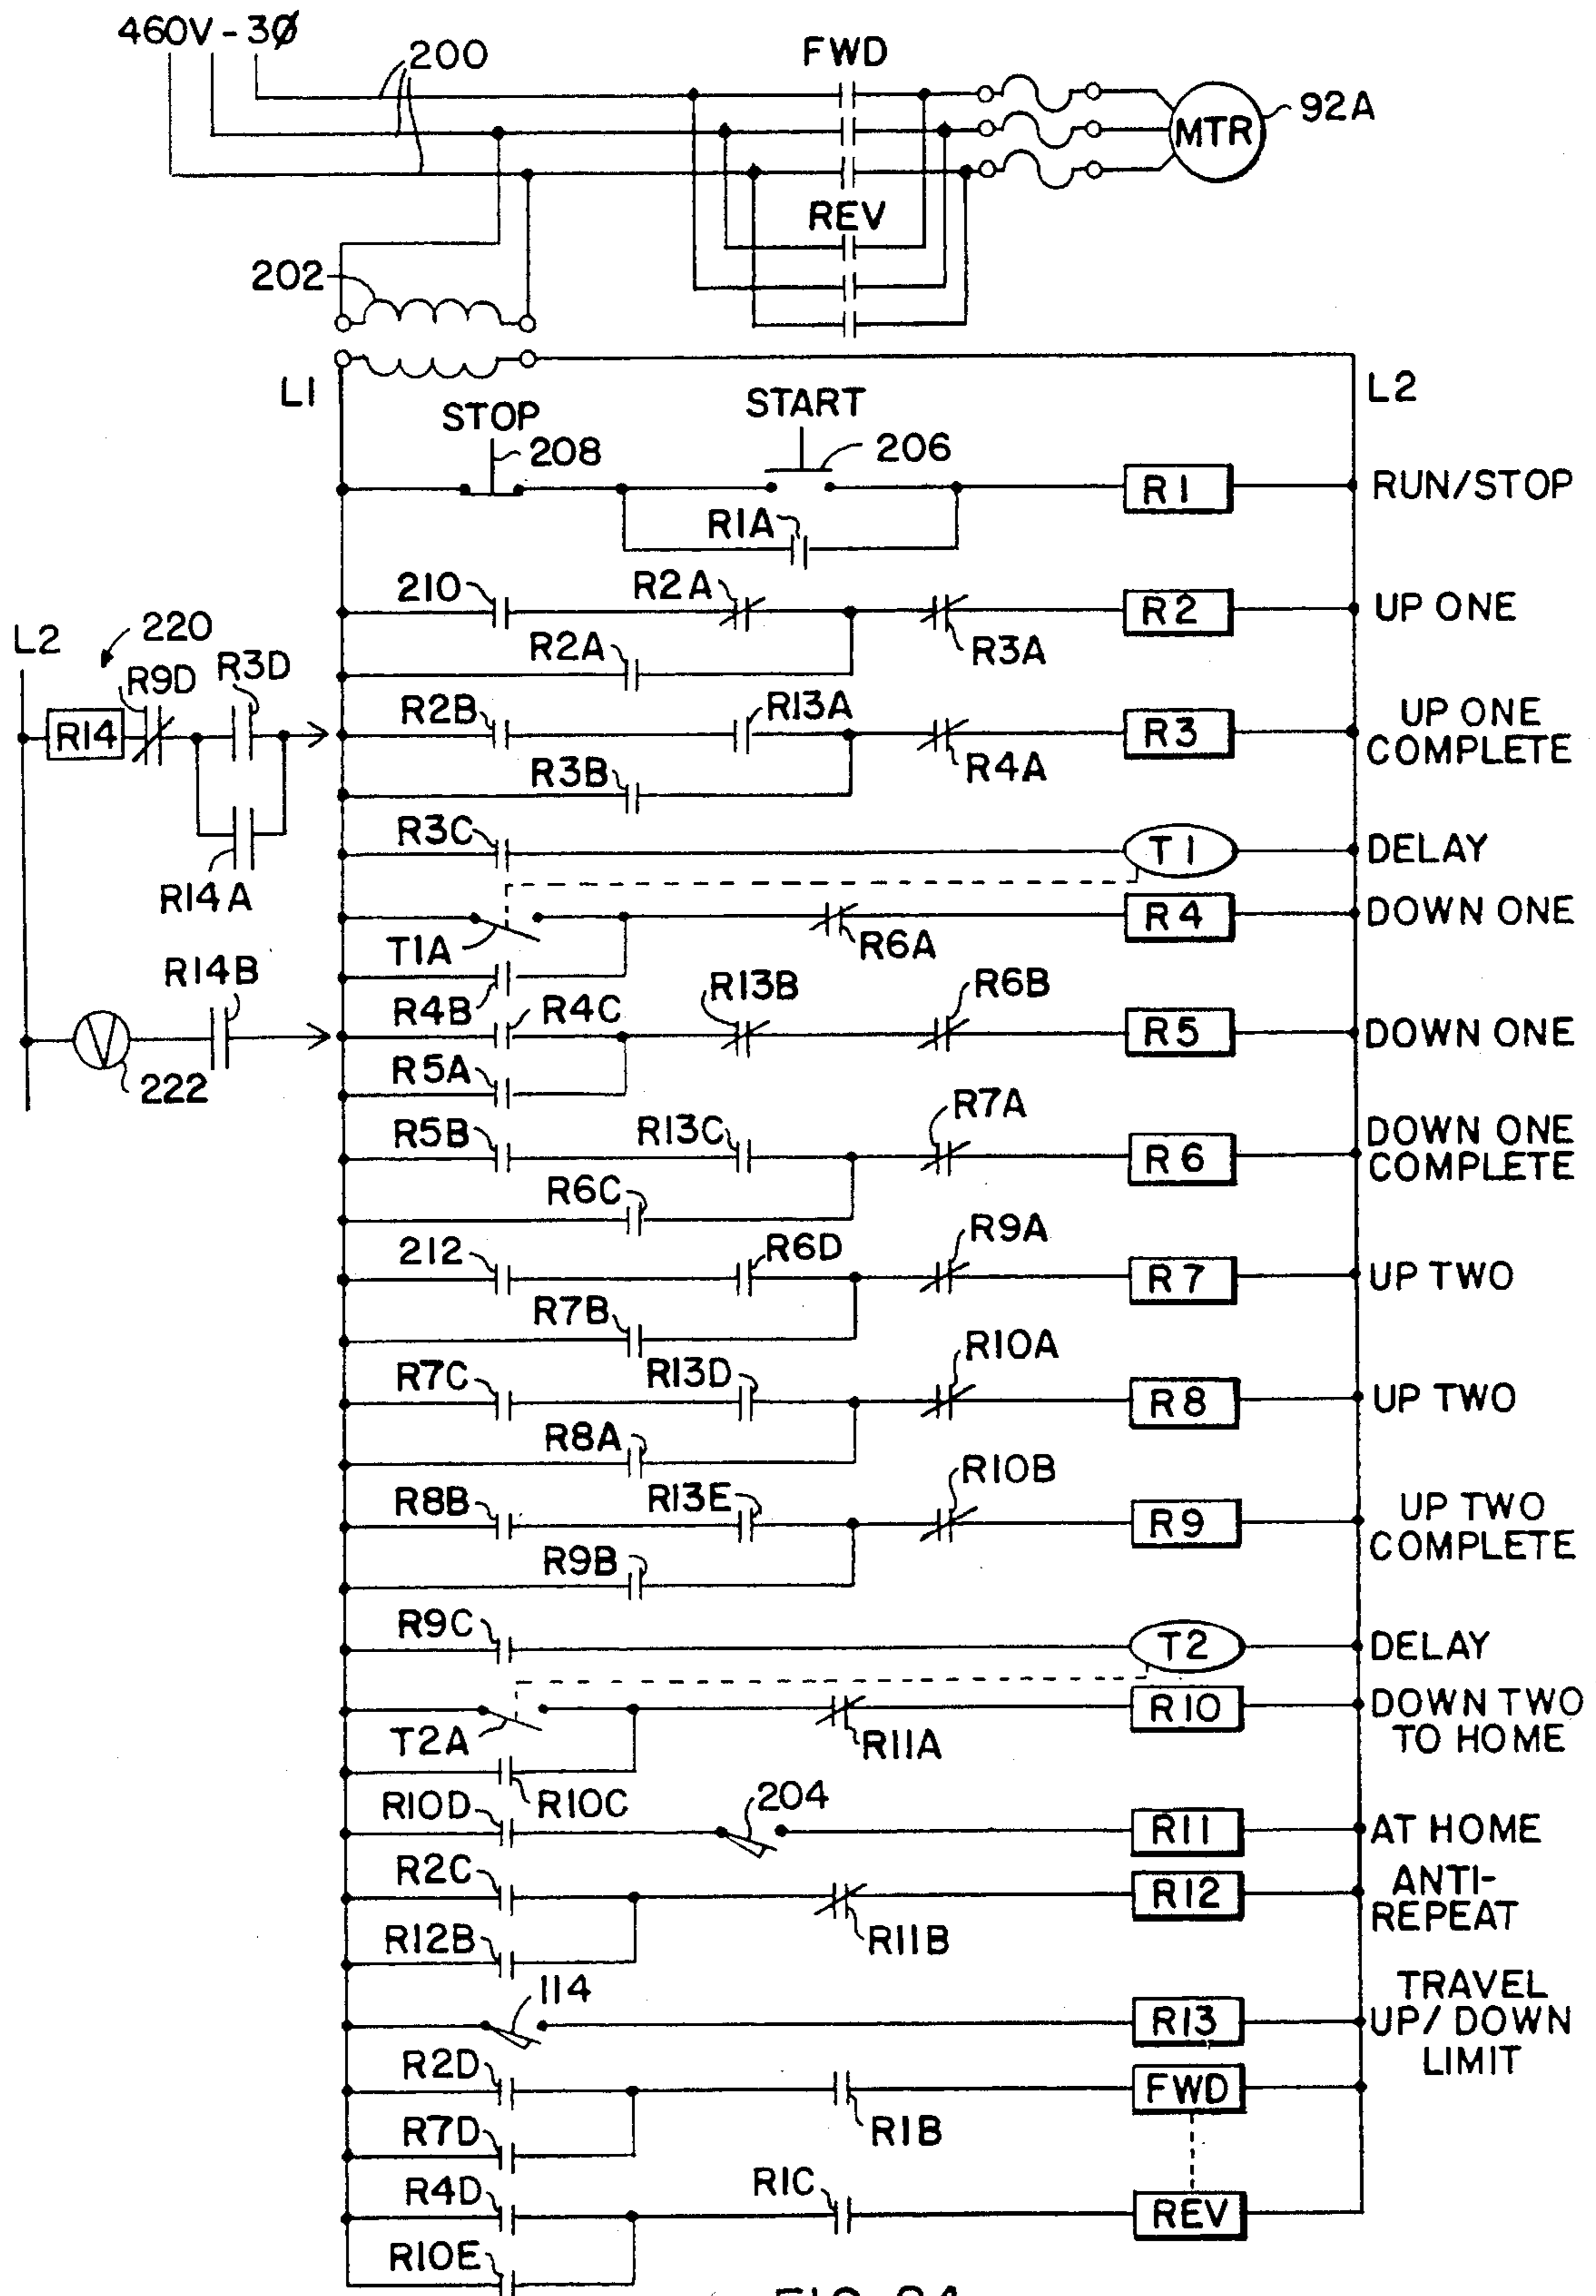 460V - 3Ø
200
FWD
MTR
92A
REV
202
L1
L2
STOP
208
START
206
R1
RUN/STOP
R1A
210
R2A
R2
UP ONE
R2A
R3A
L2
220
R9D
R3D
R14
R14A
R2B
R13A
R3
UP ONE
COMPLETE
R3B
R4A
R3C
T1
DELAY
T1A
R6A
R4
DOWN ONE
R14B
222
V
R4B
R4C
R13B
R6B
R5
DOWN ONE
R5A
R5B
R13C
R7A
R6
DOWN ONE
COMPLETE
R6C
212
R6D
R9A
R7
UP TWO
R7B
R7C
R13D
R10A
R8
UP TWO
R8A
R8B
R13E
R10B
R9
UP TWO
COMPLETE
R9B
R9C
T2
DELAY
T2A
R11A
R10
DOWN TWO
TO HOME
R10C
R10D
204
R11
AT HOME
R2C
R11B
R12
ANTI-
REPEAT
R12B
114
R13
TRAVEL
UP/DOWN
LIMIT
R2D
R1B
FWD
R7D
R4D
R1C
REV
R10E